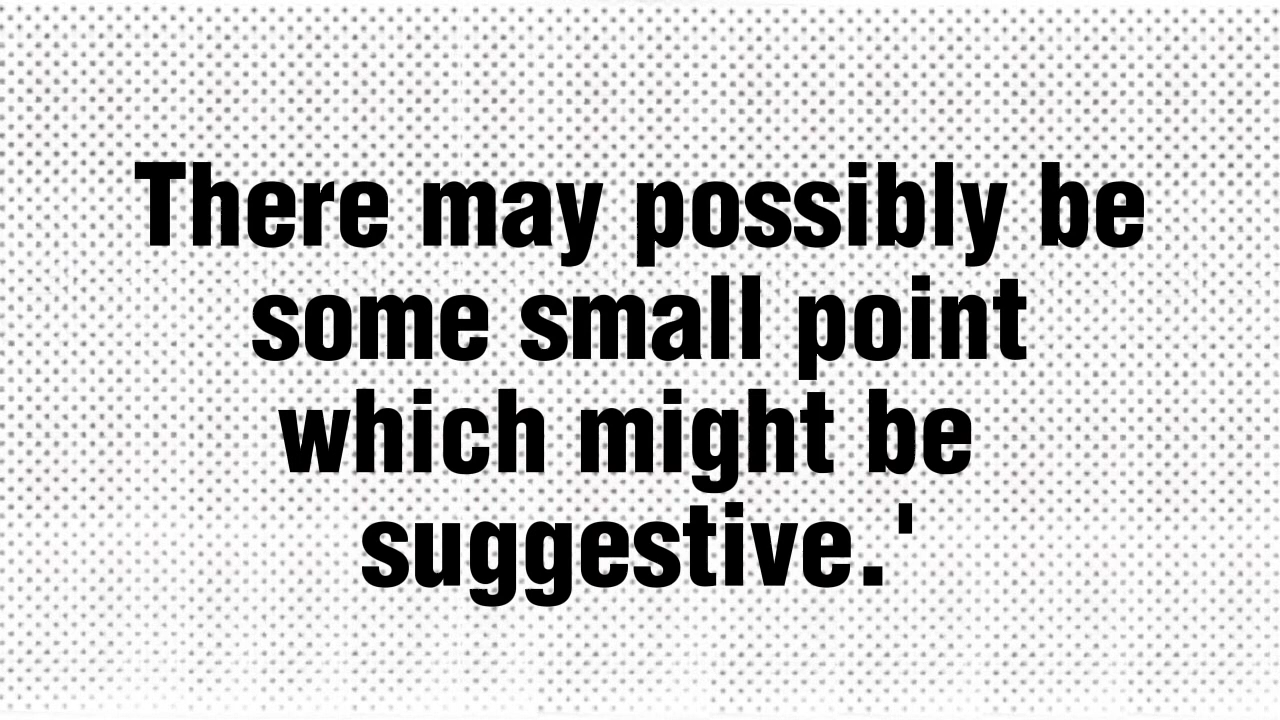 There may possibly be
some small point
which might be
suggestive.'